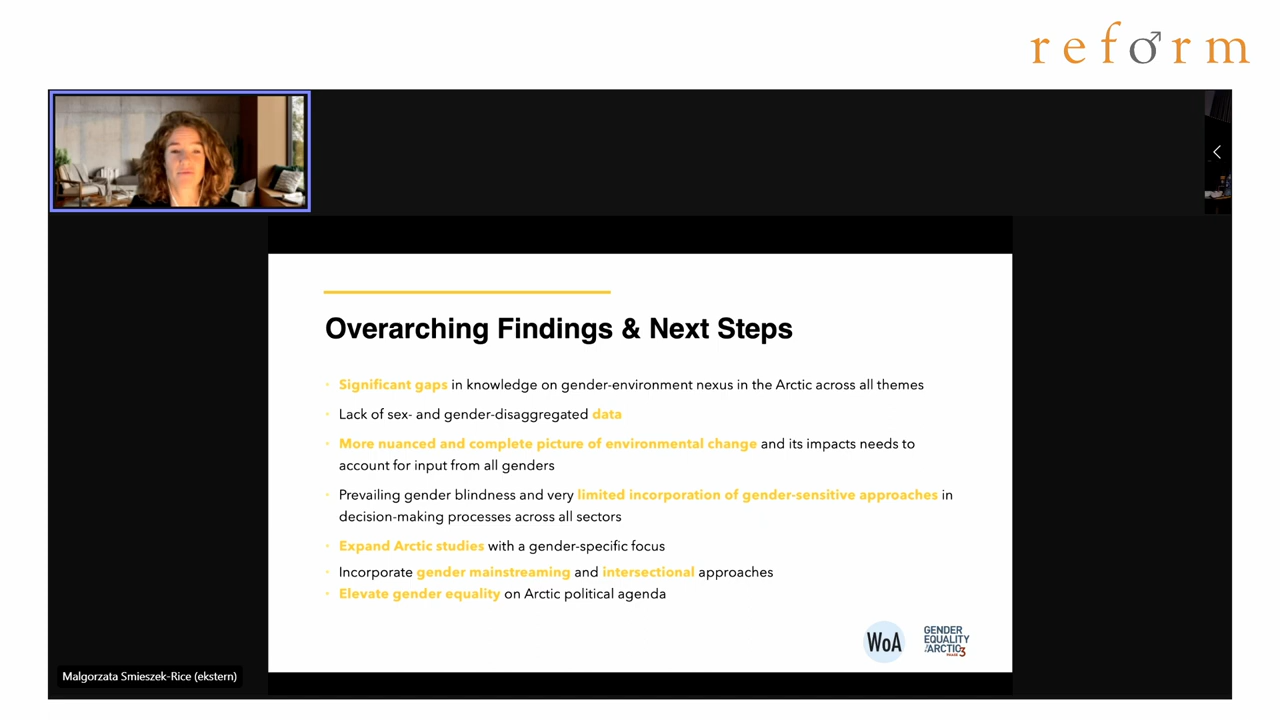 reform
Overarching Findings & Next Steps
• Significant gaps in knowledge on gender-environment nexus in the Arctic across all themes
• Lack of sex- and gender-disaggregated data
• More nuanced and complete picture of environmental change and its impacts needs to
account for input from all genders
• Prevailing gender blindness and very limited incorporation of gender-sensitive approaches in
decision-making processes across all sectors
• Expand Arctic studies with a gender-specific focus
• Incorporate gender mainstreaming and intersectional approaches
• Elevate gender equality on Arctic political agenda
WoA
GENDER
EQUALITY
ARCTIC
PHASE 3
Malgorzata Smieszek-Rice (ekstern)